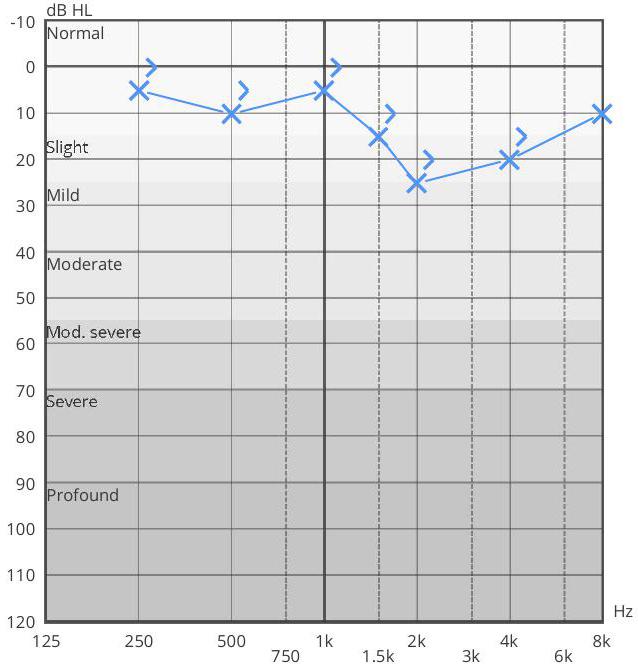 dB HL
-10
Normal
0
10
Slight
20
Mild
30
40
Moderate
50
Mod. severe
60
70
Severe
80
90
Profound
100
110
120
Hz
125 250 500 1k 2k 4k 8k
750 1.5k 3k 6k